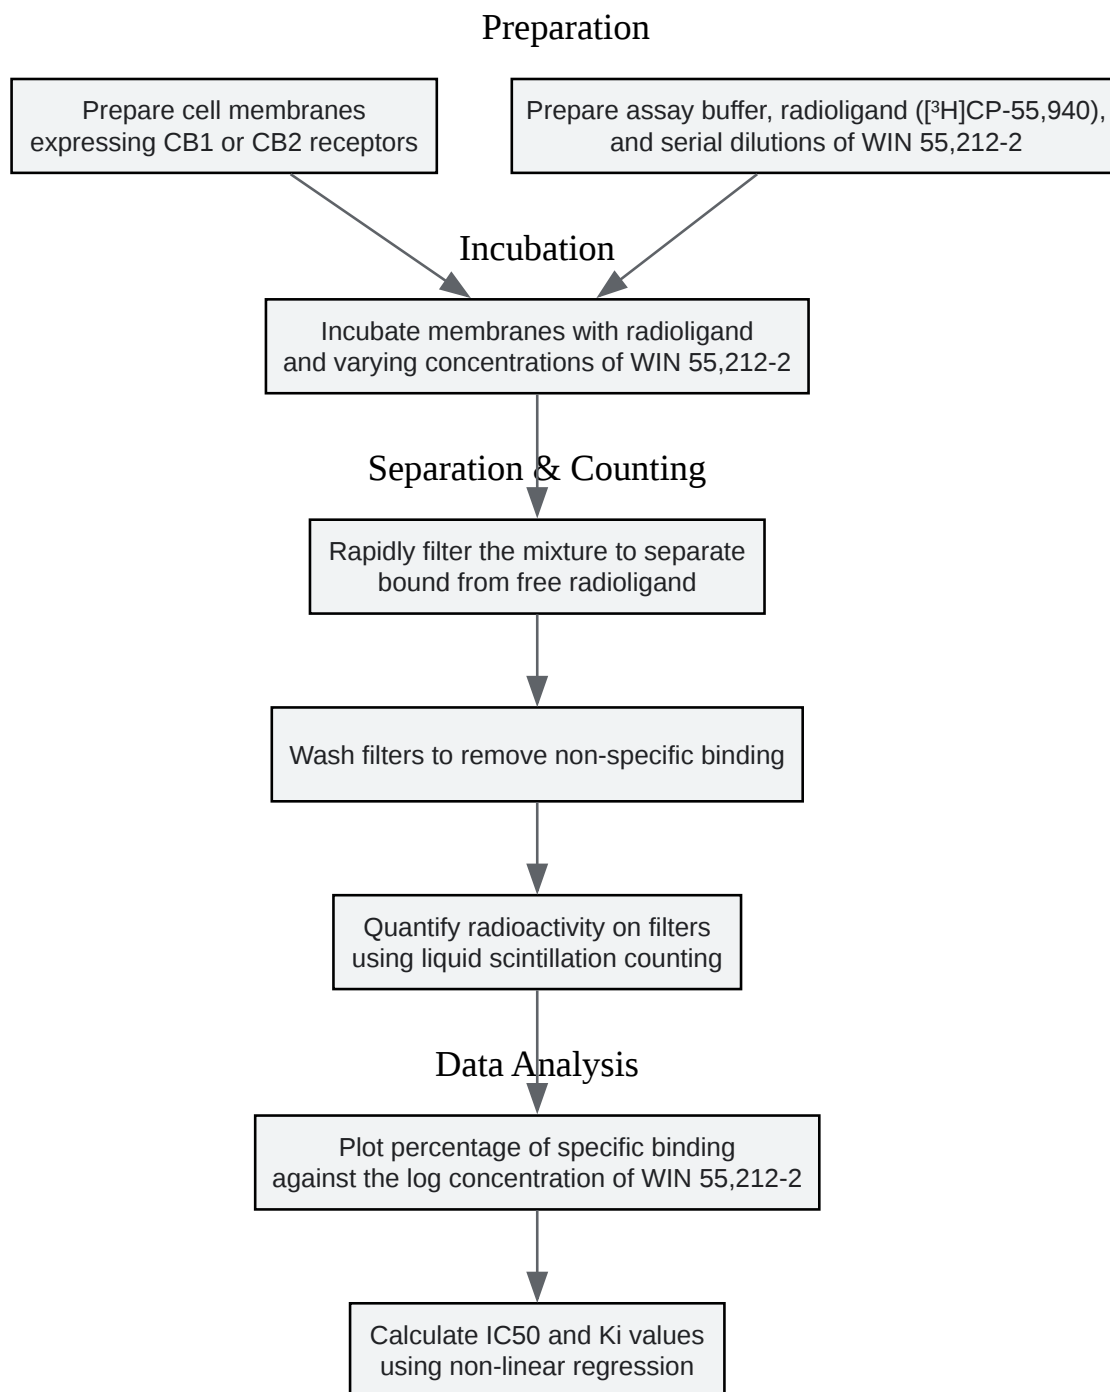 Preparation
Prepare cell membranes
expressing CB1 or CB2 receptors
Prepare assay buffer, radioligand ([³H]CP-55,940),
and serial dilutions of WIN 55,212-2
Incubation
Incubate membranes with radioligand
and varying concentrations of WIN 55,212-2
Separation & Counting
Rapidly filter the mixture to separate
bound from free radioligand
Wash filters to remove non-specific binding
Quantify radioactivity on filters
using liquid scintillation counting
Data Analysis
Plot percentage of specific binding
against the log concentration of WIN 55,212-2
Calculate IC50 and Ki values
using non-linear regression